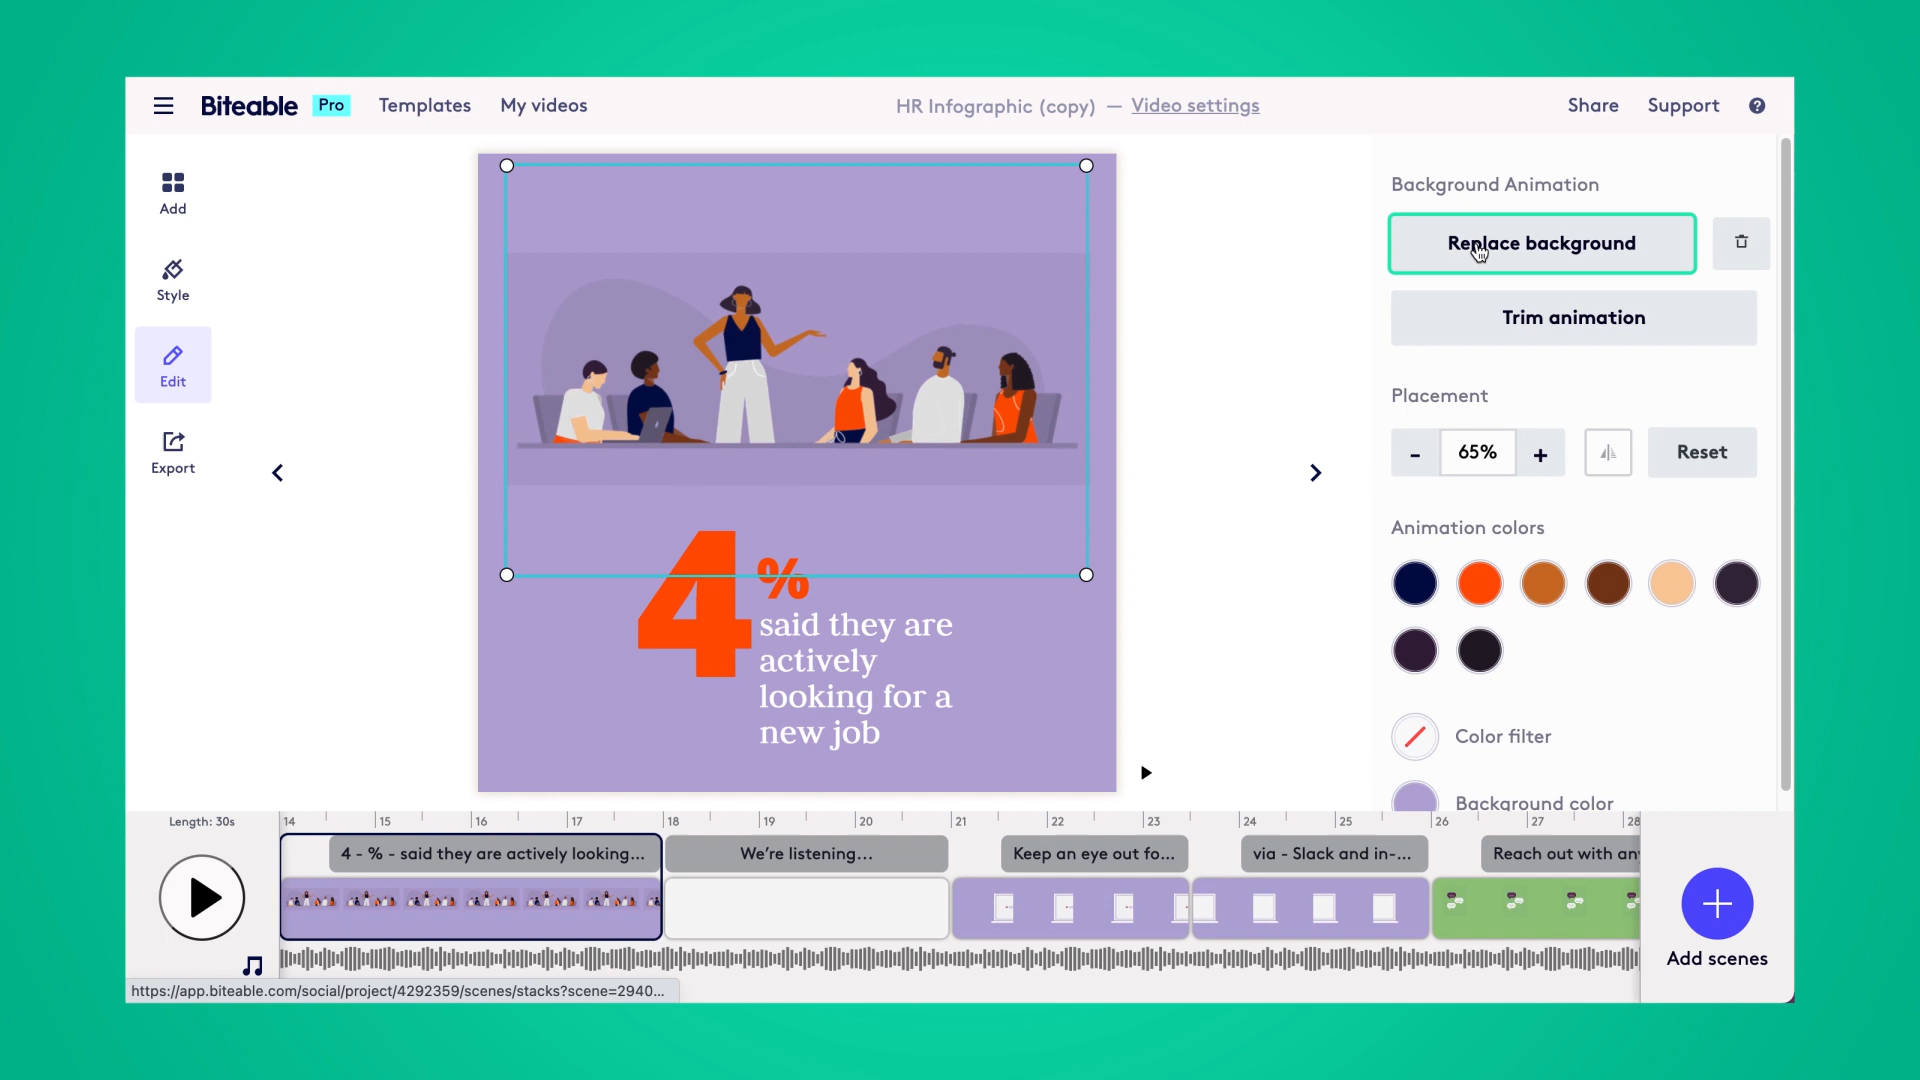 Biteable Pro Templates My videos
HR Infographic (copy) — Video settings
Share Support ?
Add
Style
Edit
Export
4%
said they are
actively
looking for a
new job
Background Animation
Replace background
Trim animation
Placement
- 65% + Reset
Animation colors
Color filter
Background color
Length: 30s
14 15 16 17 18 19 20 21 22 23 24 25 26 27 28
4 - % - said they are actively looking...
We're listening...
Keep an eye out fo...
via - Slack and in-...
Reach out with an
Add scenes
https://app.biteable.com/social/project/4292359/scenes/stacks?scene=2940...